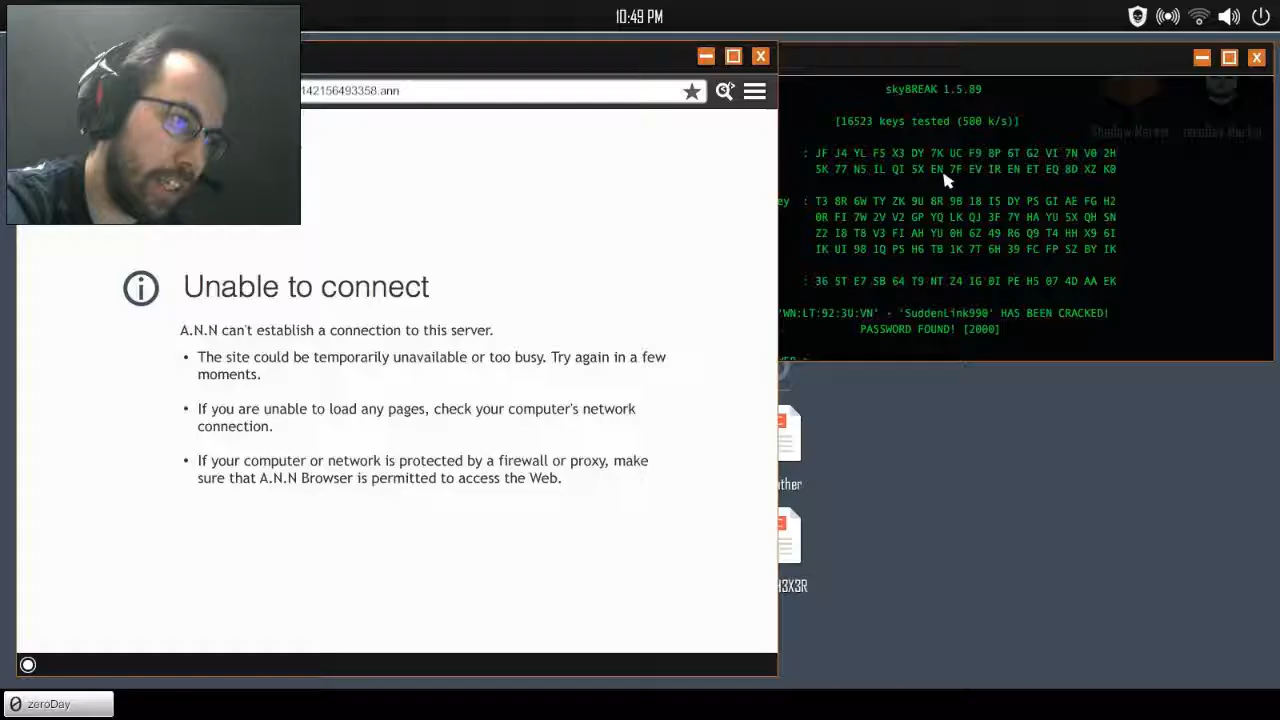 10:49 PM
142156493358.ann
Unable to connect
A.N.N can't establish a connection to this server.
• The site could be temporarily unavailable or too busy. Try again in a few
moments.
• If you are unable to load any pages, check your computer's network
connection.
• If your computer or network is protected by a firewall or proxy, make
sure that A.N.N Browser is permitted to access the Web.
skyBREAK 1.5.89
[16523 keys tested (500 k/s)]
: JF J4 YL F5 X3 DY 7K UC F9 8P 6T G2 VI 7N V0 2H
5K 77 N5 IL QI 5X EN 7F EV IR EN ET EQ 8D XZ K0
ey : T3 8R 6W TY ZK 9U 8R 9B 18 I5 DY PS GI AE FG H2
0R FI 7W 2V V2 GP YQ LK QJ 3F 7Y HA YU 5X QH SN
Z2 I8 T8 V3 FI AH YU 0H 6Z 49 R6 Q9 T4 HH X9 6I
IK UI 98 1Q PS H6 TB 1K 7T 6H 39 FC FP SZ BY IK
: 36 5T E7 SB 64 T9 NT Z4 IG 0I PE H5 07 4D AA EK
'WN:LT:92:3U:VN' - 'SuddenLink990' HAS BEEN CRACKED!
PASSWORD FOUND! [2000]
ther
H3X3R
zeroDay